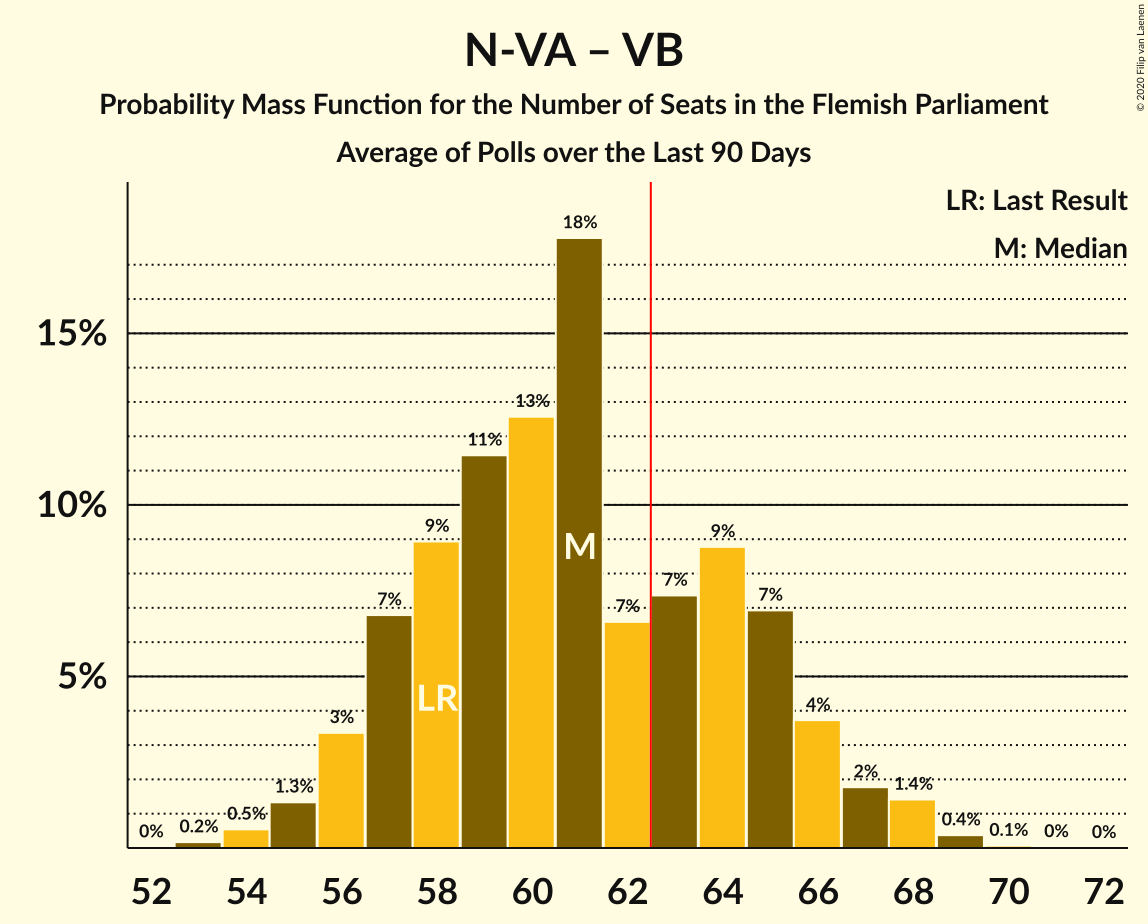 N-VA – VB
Probability Mass Function for the Number of Seats in the Flemish Parliament
Average of Polls over the Last 90 Days
© 2020 Filip van Laenen
LR: Last Result
M: Median
15%
10%
5%
0%
0.2%
0.5%
1.3%
3%
7%
9%
11%
13%
18%
7%
7%
9%
7%
4%
2%
1.4%
0.4%
0.1%
0%
0%
LR
M
52 54 56 58 60 62 64 66 68 70 72